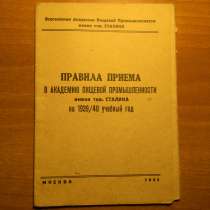 Всесоюзная Академия Пищевой Промышленности
имени тов. СТАЛИНА
ПРАВИЛА ПРИЕМА
В АКАДЕМИЮ ПИЩЕВОЙ ПРОМЫШЛЕННОСТИ
имени тов. СТАЛИНА
на 1939/40 учебный год
МОСКВА 1939